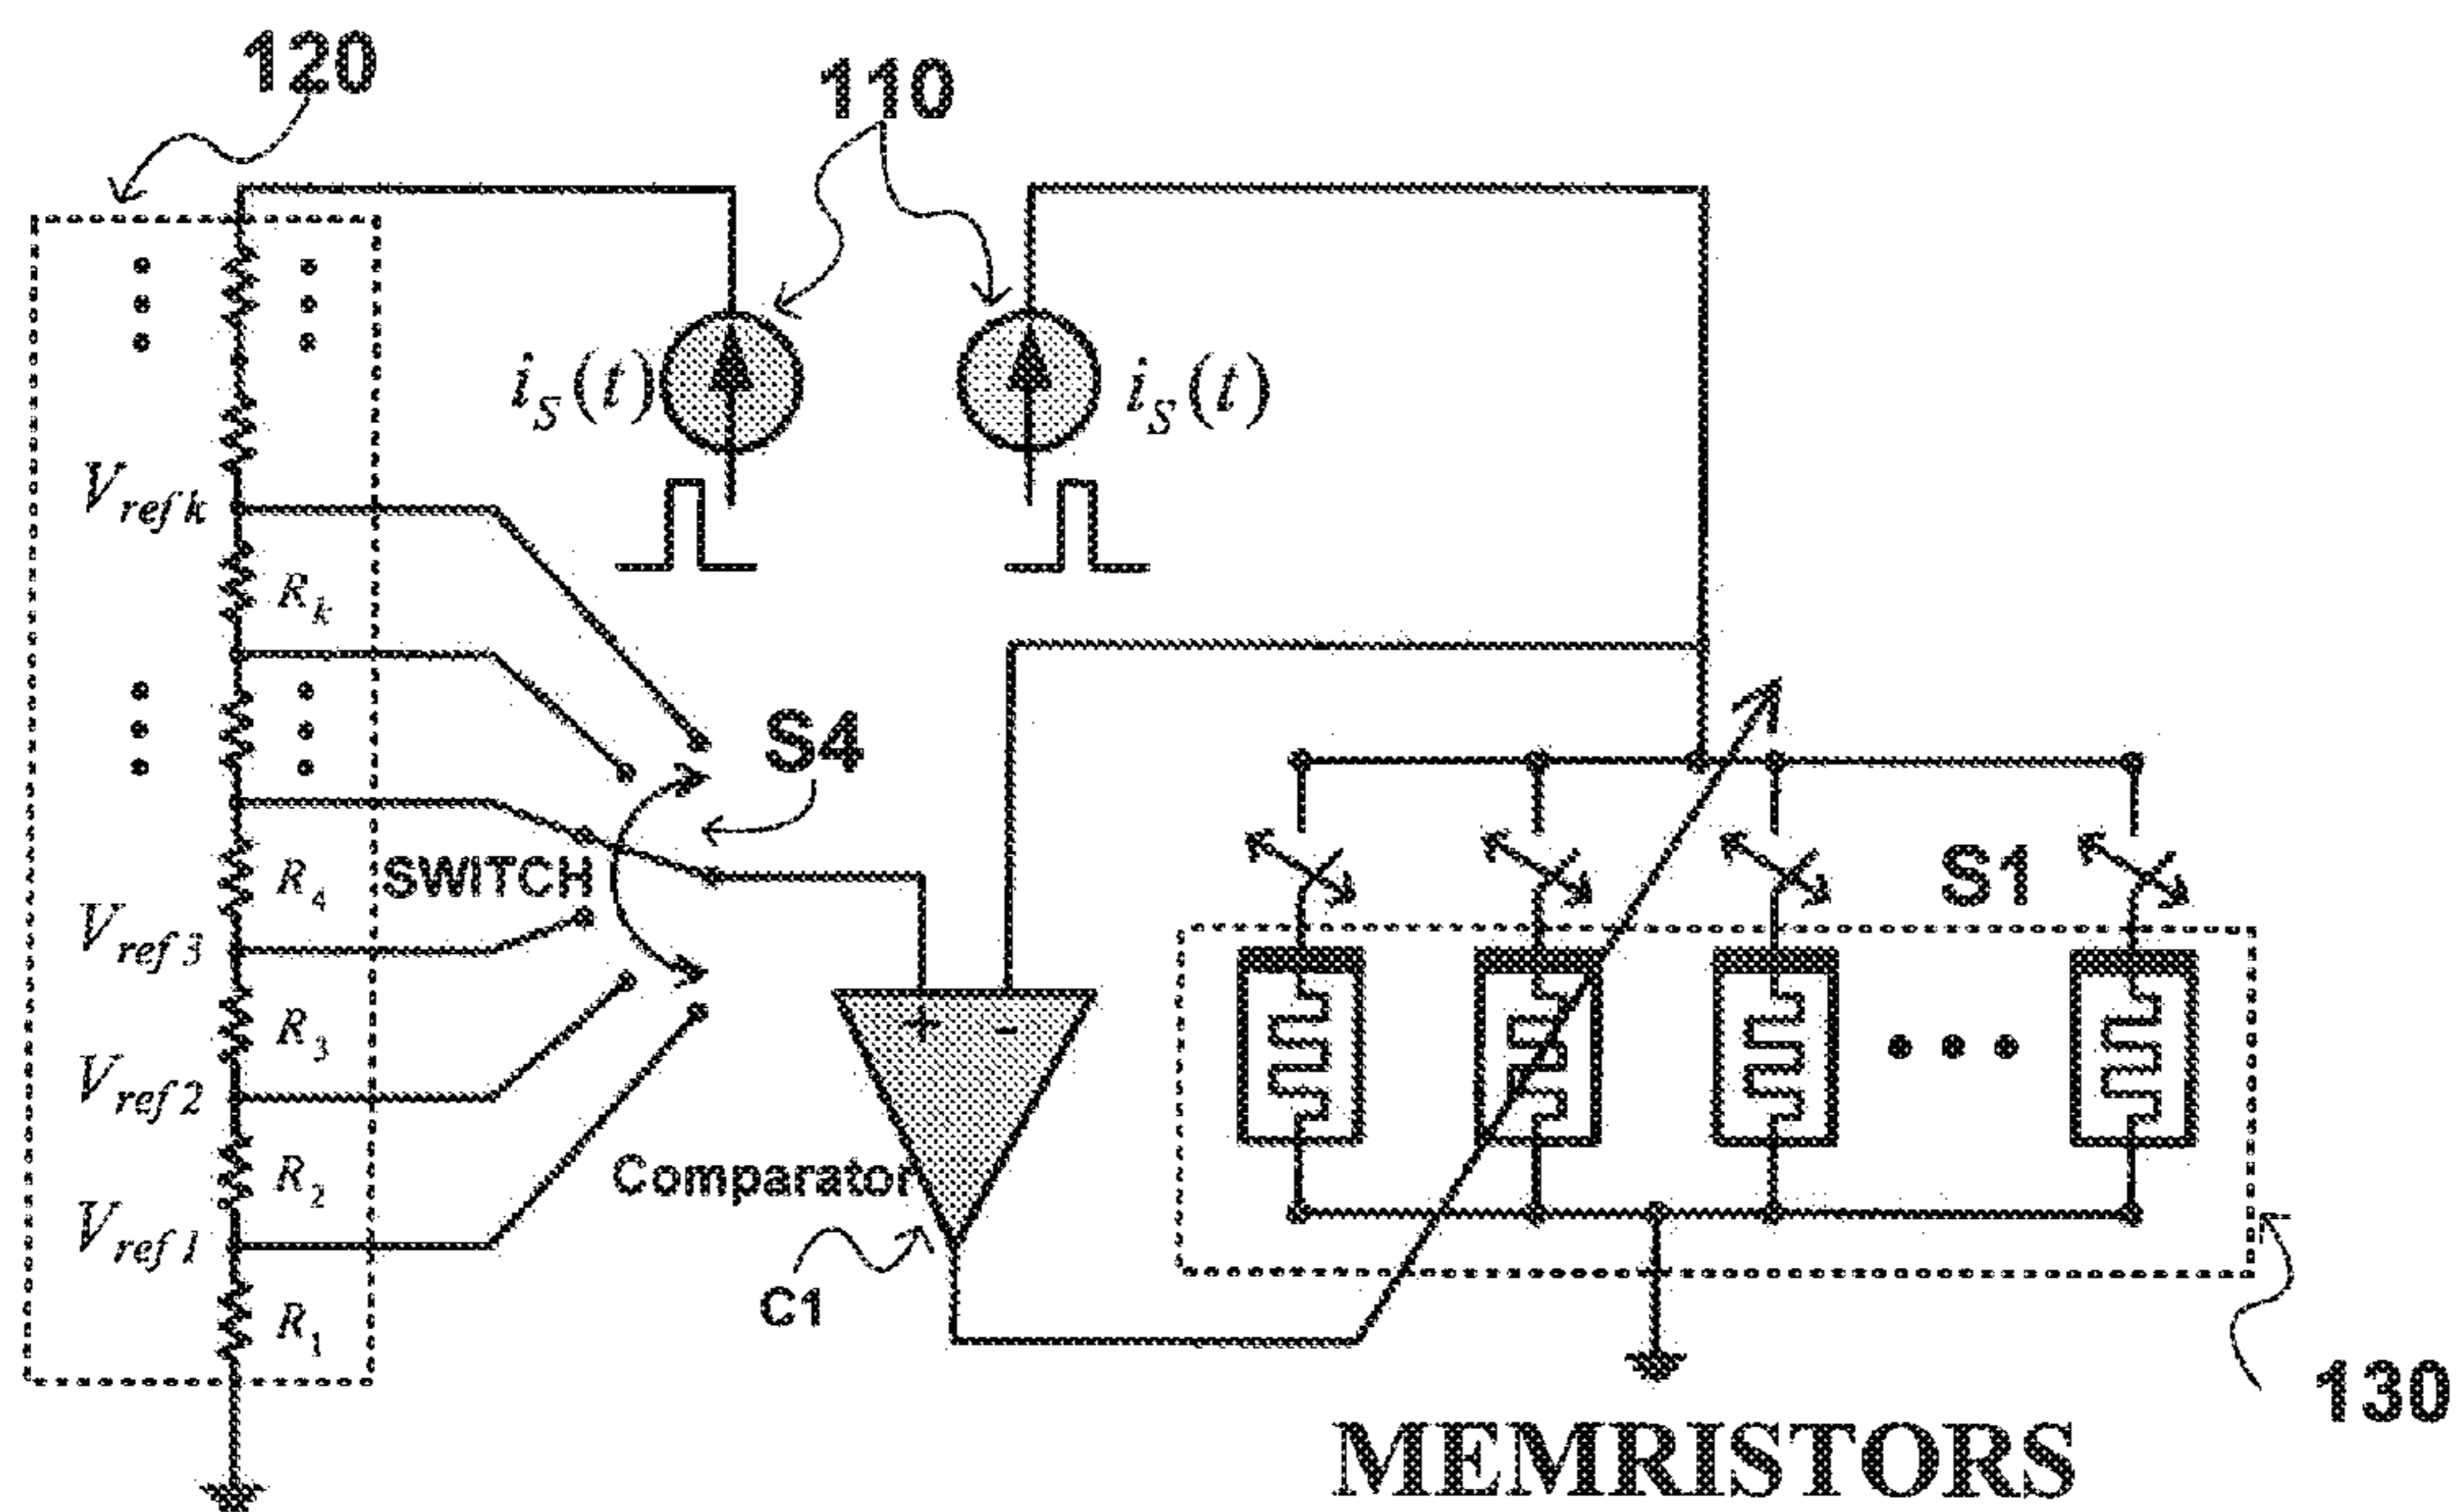 120
110
i_S(t)
i_S(t)
V_ref k
R_k
S4
SWITCH
R_4
S1
V_ref 3
R_3
+ -
V_ref 2
R_2
Comparator
V_ref 1
C1
R_1
130
MEMRISTORS